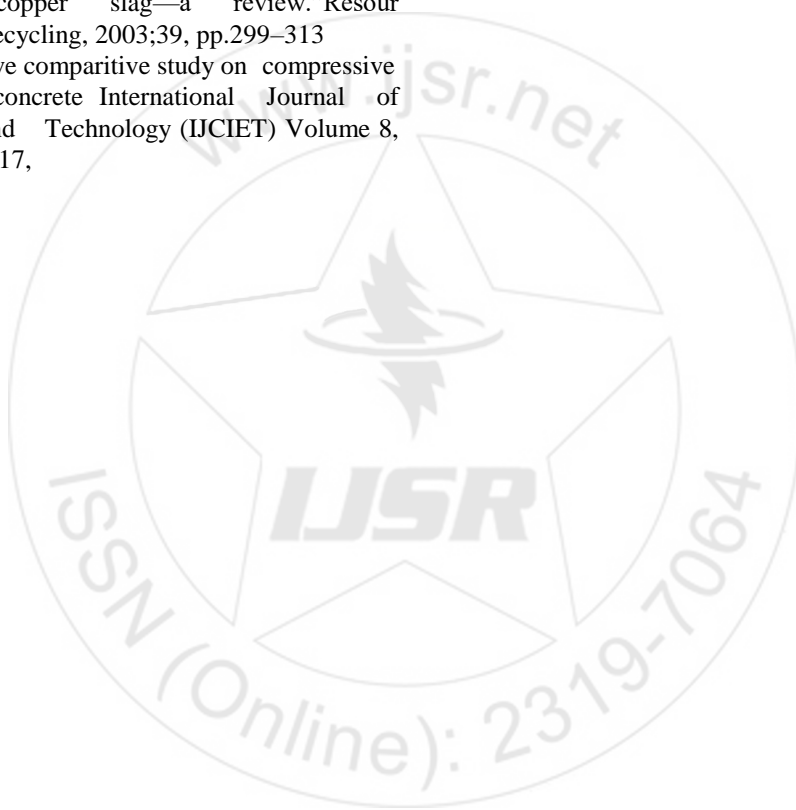 copper slag—a review. Resour
ecycling, 2003;39, pp.299–313
ve comparitive study on compressive
concrete International Journal of
nd Technology (IJCIET) Volume 8,
17,
www.ijsr.net
IJSR
ISSN (Online): 2319-7064